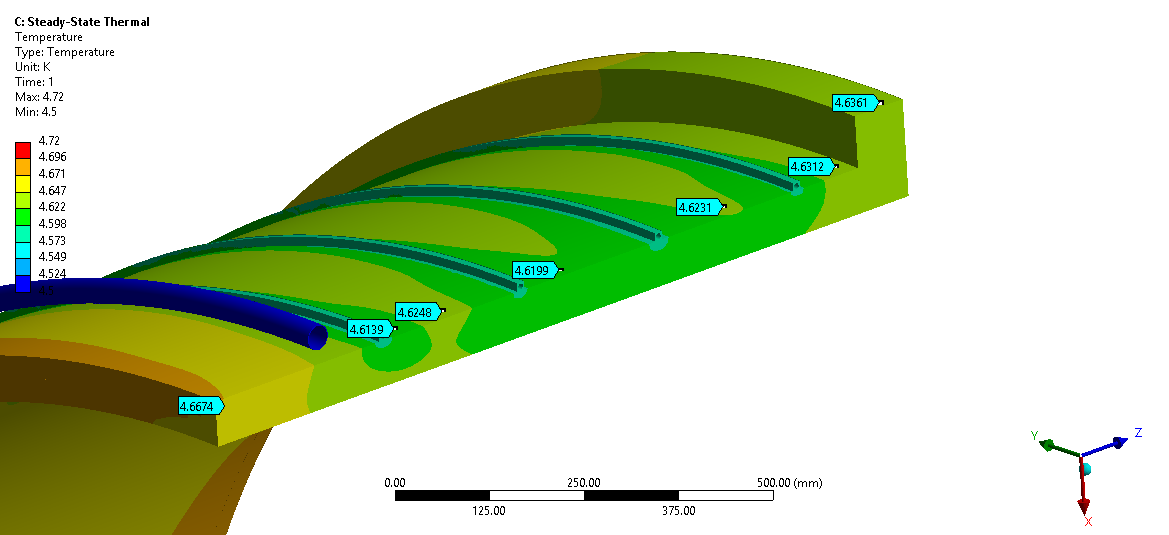 C: Steady-State Thermal
Temperature
Type: Temperature
Unit: K
Time: 1
Max: 4.72
Min: 4.5
4.72
4.696
4.671
4.647
4.622
4.598
4.573
4.549
4.524
4.5
4.6361
4.6312
4.6231
4.6199
4.6248
4.6139
4.6674
0.00 250.00 500.00 (mm)
125.00 375.00
Y Z
X